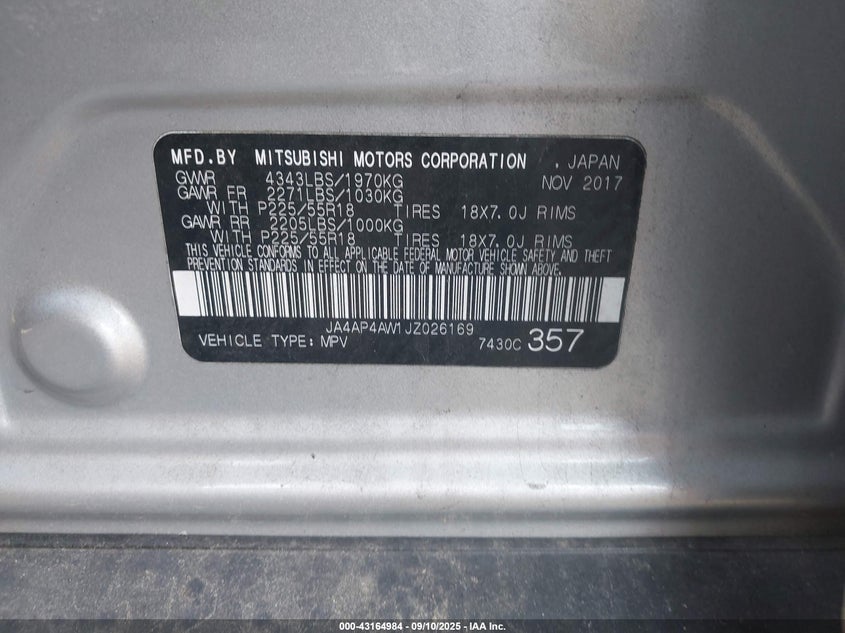 MFD.BY MITSUBISHI MOTORS CORPORATION , JAPAN
GVWR 4343LBS/1970KG NOV 2017
GAWR FR 2271LBS/1030KG
WITH P225/55R18 TIRES 18X7.0J RIMS
GAWR RR 2205LBS/1000KG
WITH P225/55R18 TIRES 18X7.0J RIMS
THIS VEHICLE CONFORMS TO ALL APPLICABLE FEDERAL MOTOR VEHICLE SAFETY AND THEFT
PREVENTION STANDARDS IN EFFECT ON THE DATE OF MANUFACTURE SHOWN ABOVE.
JA4AP4AW1JZ026169
VEHICLE TYPE: MPV 7430C 357
000-43164984 - 09/10/2025 - IAA Inc.